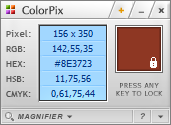 ColorPix
Pixel: 156 x 350
RGB: 142,55,35
HEX: #8E3723
HSB: 11,75,56
CMYK: 0,61,75,44
PRESS ANY
KEY TO LOCK
MAGNIFIER